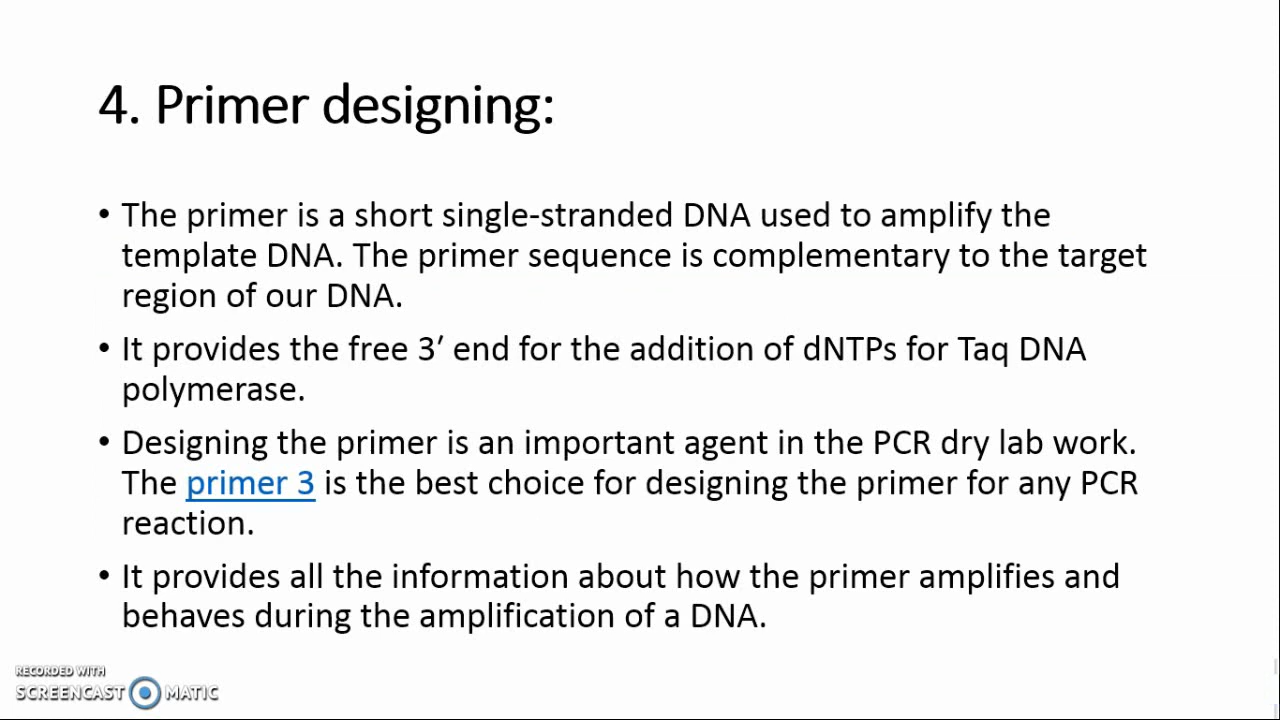 4. Primer designing:
• The primer is a short single-stranded DNA used to amplify the
template DNA. The primer sequence is complementary to the target
region of our DNA.
• It provides the free 3′ end for the addition of dNTPs for Taq DNA
polymerase.
• Designing the primer is an important agent in the PCR dry lab work.
The primer 3 is the best choice for designing the primer for any PCR
reaction.
• It provides all the information about how the primer amplifies and
behaves during the amplification of a DNA.
RECORDED WITH
SCREENCAST MATIC